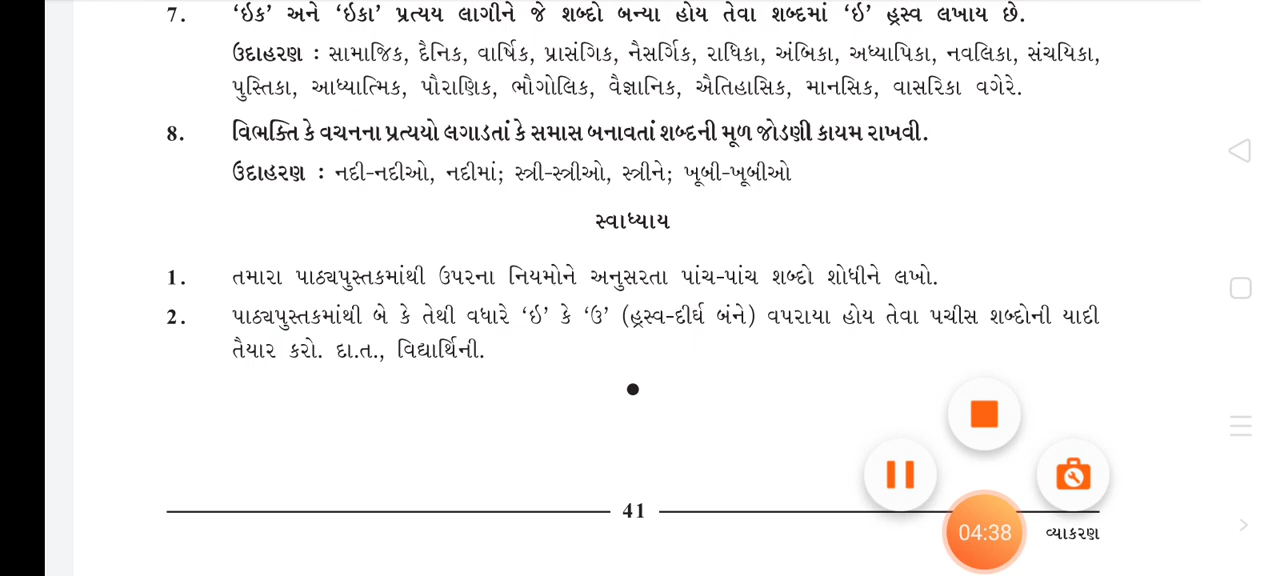 7. ‘ઇક’ અને ‘ઇકા’ પ્રત્યય લાગીને જે શબ્દો બન્યા હોય તેવા શબ્દમાં ‘ઇ’ હ્રસ્વ લખાય છે.
ઉદાહરણ : સામાજિક, દૈનિક, વાર્ષિક, પ્રાસંગિક, નૈસર્ગિક, રાધિકા, અંબિકા, અધ્યાપિકા, નવલિકા, સંચયિકા,
પુસ્તિકા, આધ્યાત્મિક, પૌરાણિક, ભૌગોલિક, વૈજ્ઞાનિક, ઐતિહાસિક, માનસિક, વાસરિકા વગેરે.
8. વિભક્તિ કે વચનના પ્રત્યયો લગાડતાં કે સમાસ બનાવતાં શબ્દની મૂળ જોડણી કાયમ રાખવી.
ઉદાહરણ : નદી-નદીઓ, નદીમાં; સ્ત્રી-સ્ત્રીઓ, સ્ત્રીને; ખૂબી-ખૂબીઓ
સ્વાધ્યાય
1. તમારા પાઠ્યપુસ્તકમાંથી ઉપરના નિયમોને અનુસરતા પાંચ-પાંચ શબ્દો શોધીને લખો.
2. પાઠ્યપુસ્તકમાંથી બે કે તેથી વધારે ‘ઇ’ કે ‘ઉ’ (હ્રસ્વ-દીર્ઘ બંને) વપરાયા હોય તેવા પચીસ શબ્દોની યાદી
તૈયાર કરો. દા.ત., વિદ્યાર્થિની.
41
04:38
વ્યાકરણ